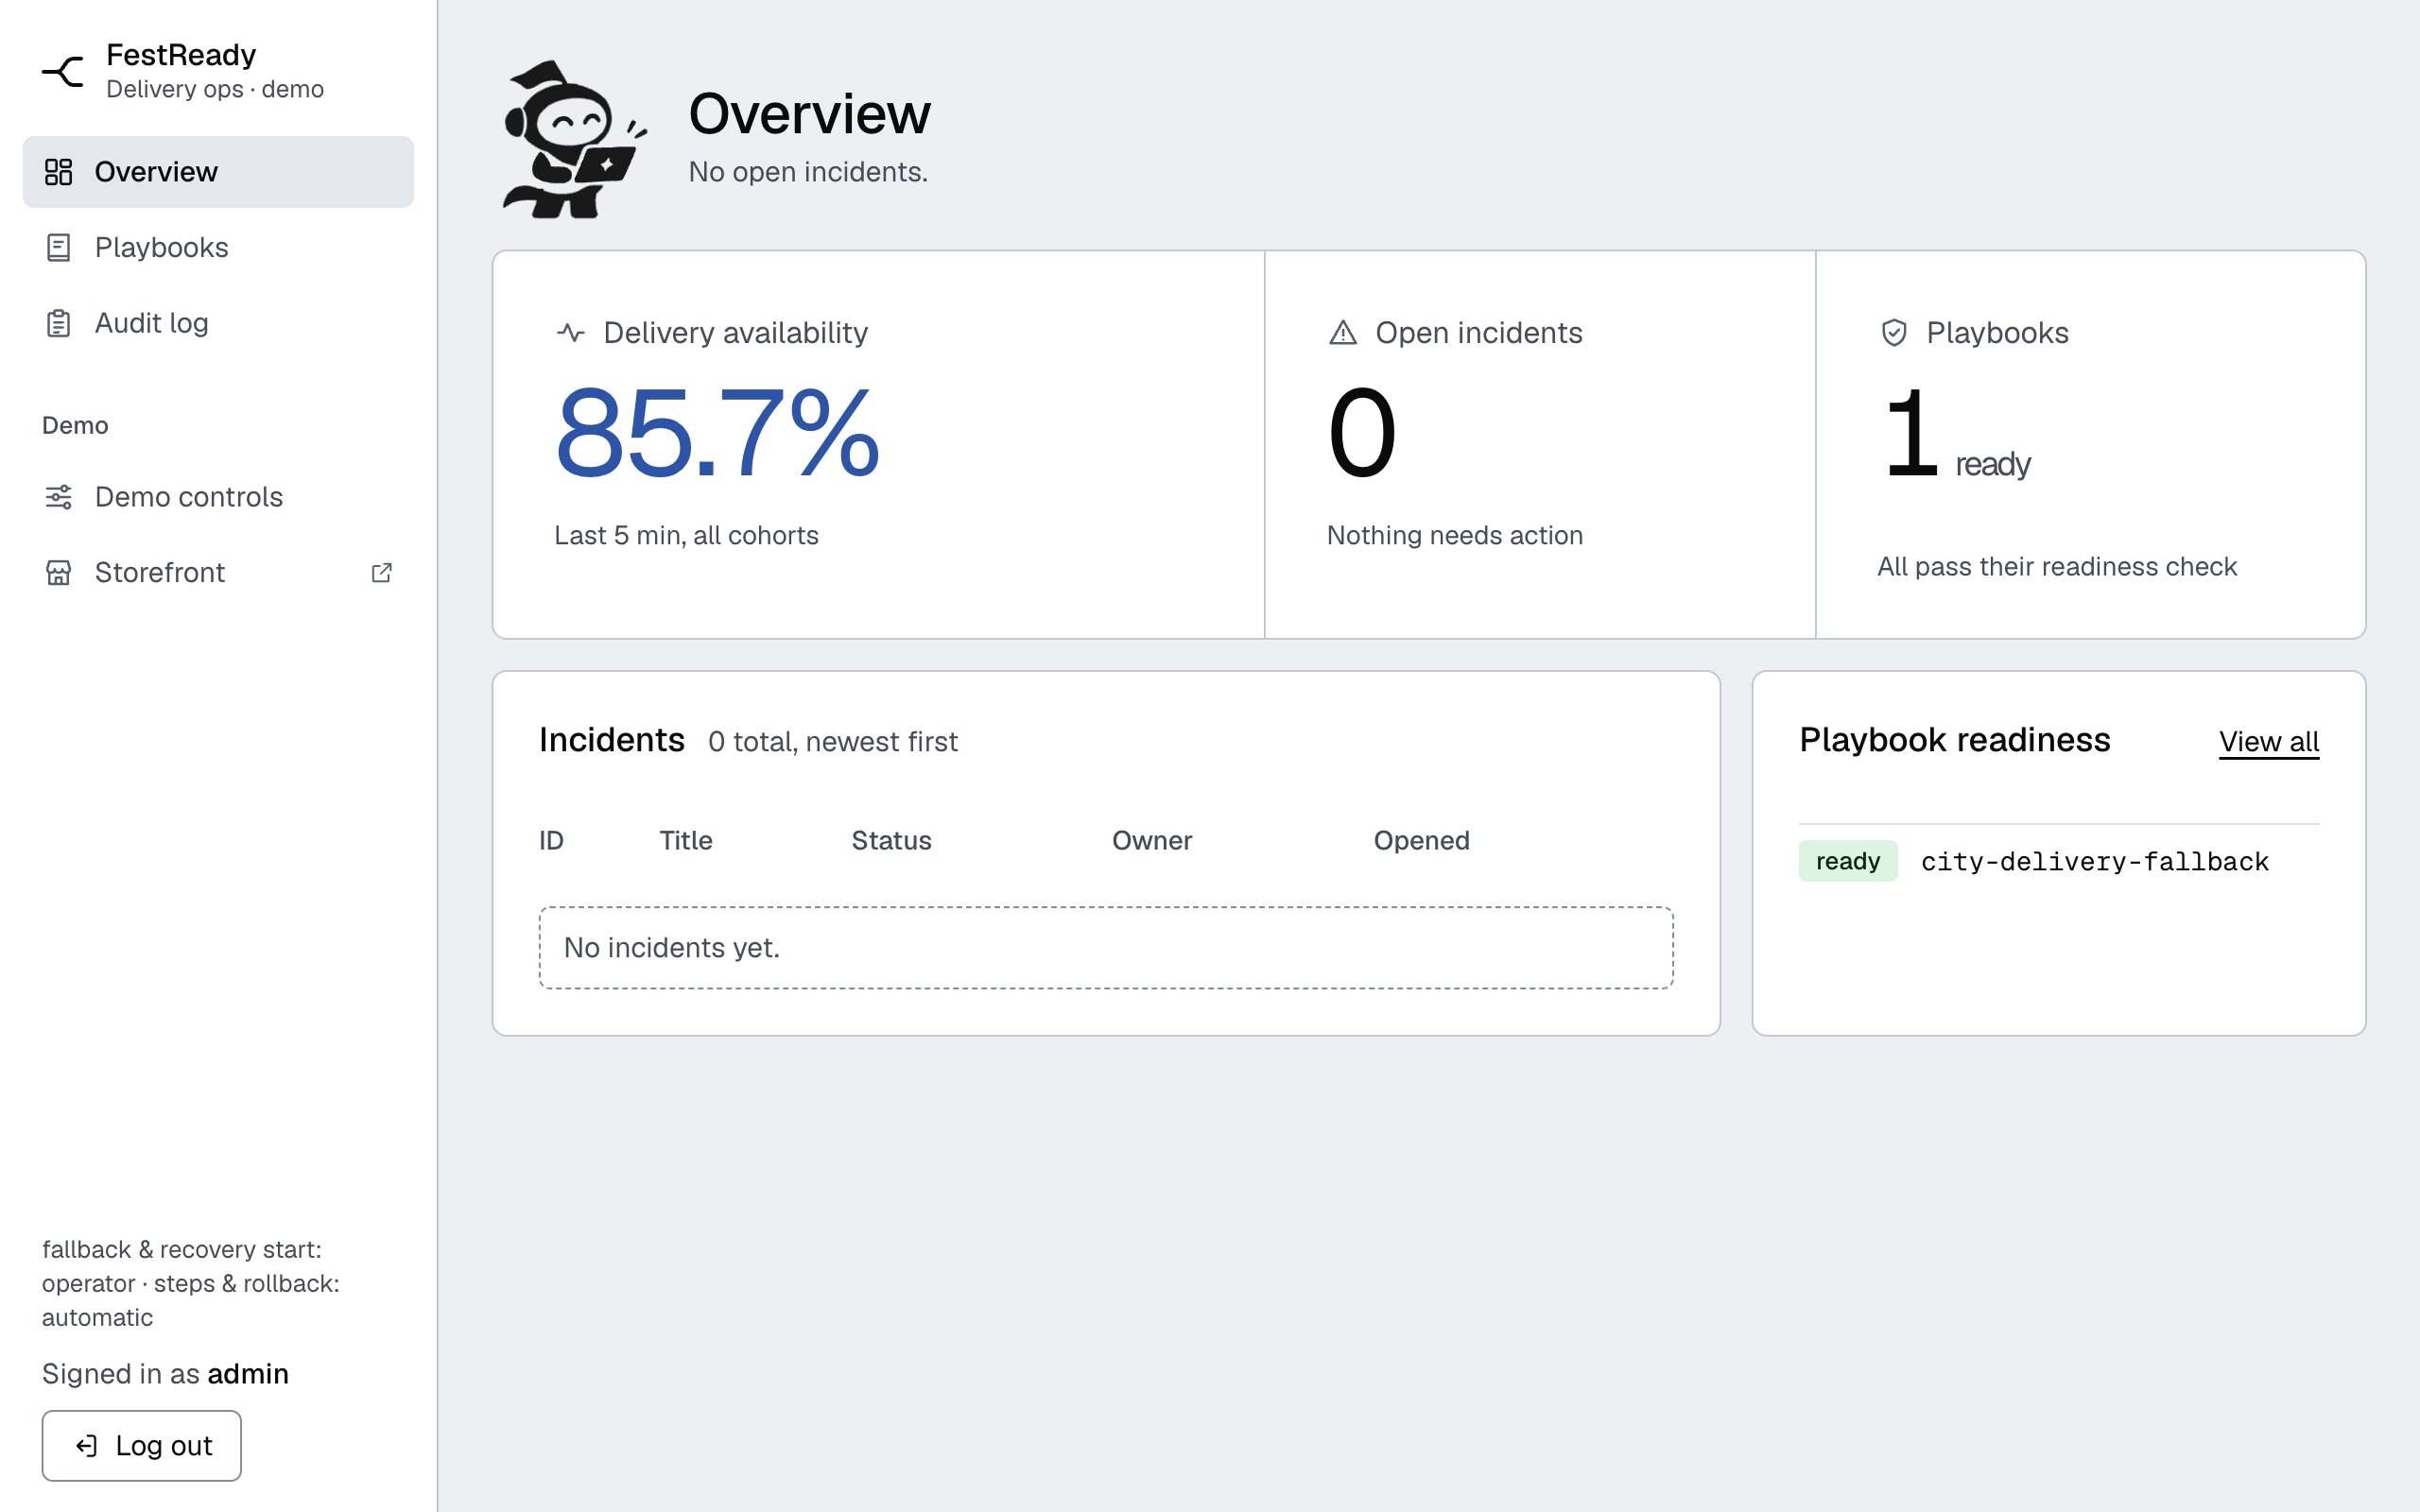 FestReady
Delivery ops · demo
Overview
Playbooks
Audit log
Demo
Demo controls
Storefront
fallback & recovery start:
operator · steps & rollback:
automatic
Signed in as admin
Log out
Overview
No open incidents.
Delivery availability
85.7%
Last 5 min, all cohorts
Open incidents
0
Nothing needs action
Playbooks
1 ready
All pass their readiness check
Incidents 0 total, newest first
ID Title Status Owner Opened
No incidents yet.
Playbook readiness View all
ready city-delivery-fallback